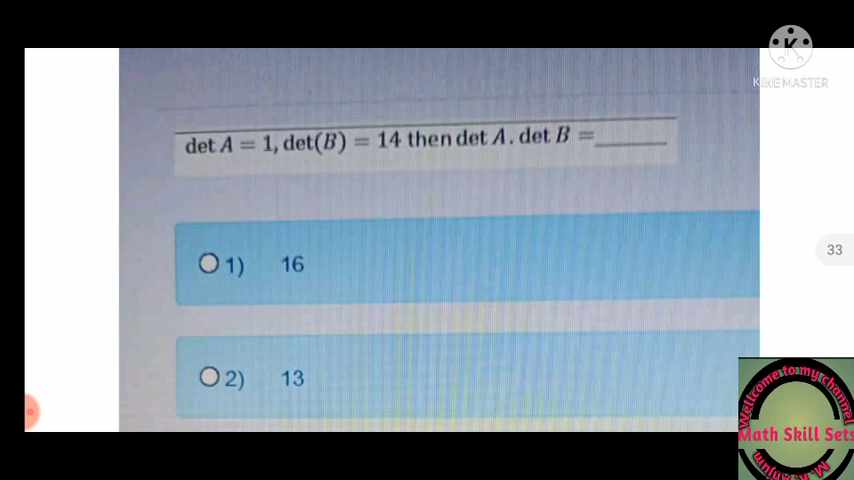 K
KINEMASTER
det A = 1, det(B) = 14 then det A . det B = ______
1) 16
33
2) 13
Wellcome to my channel
Math Skill Sets